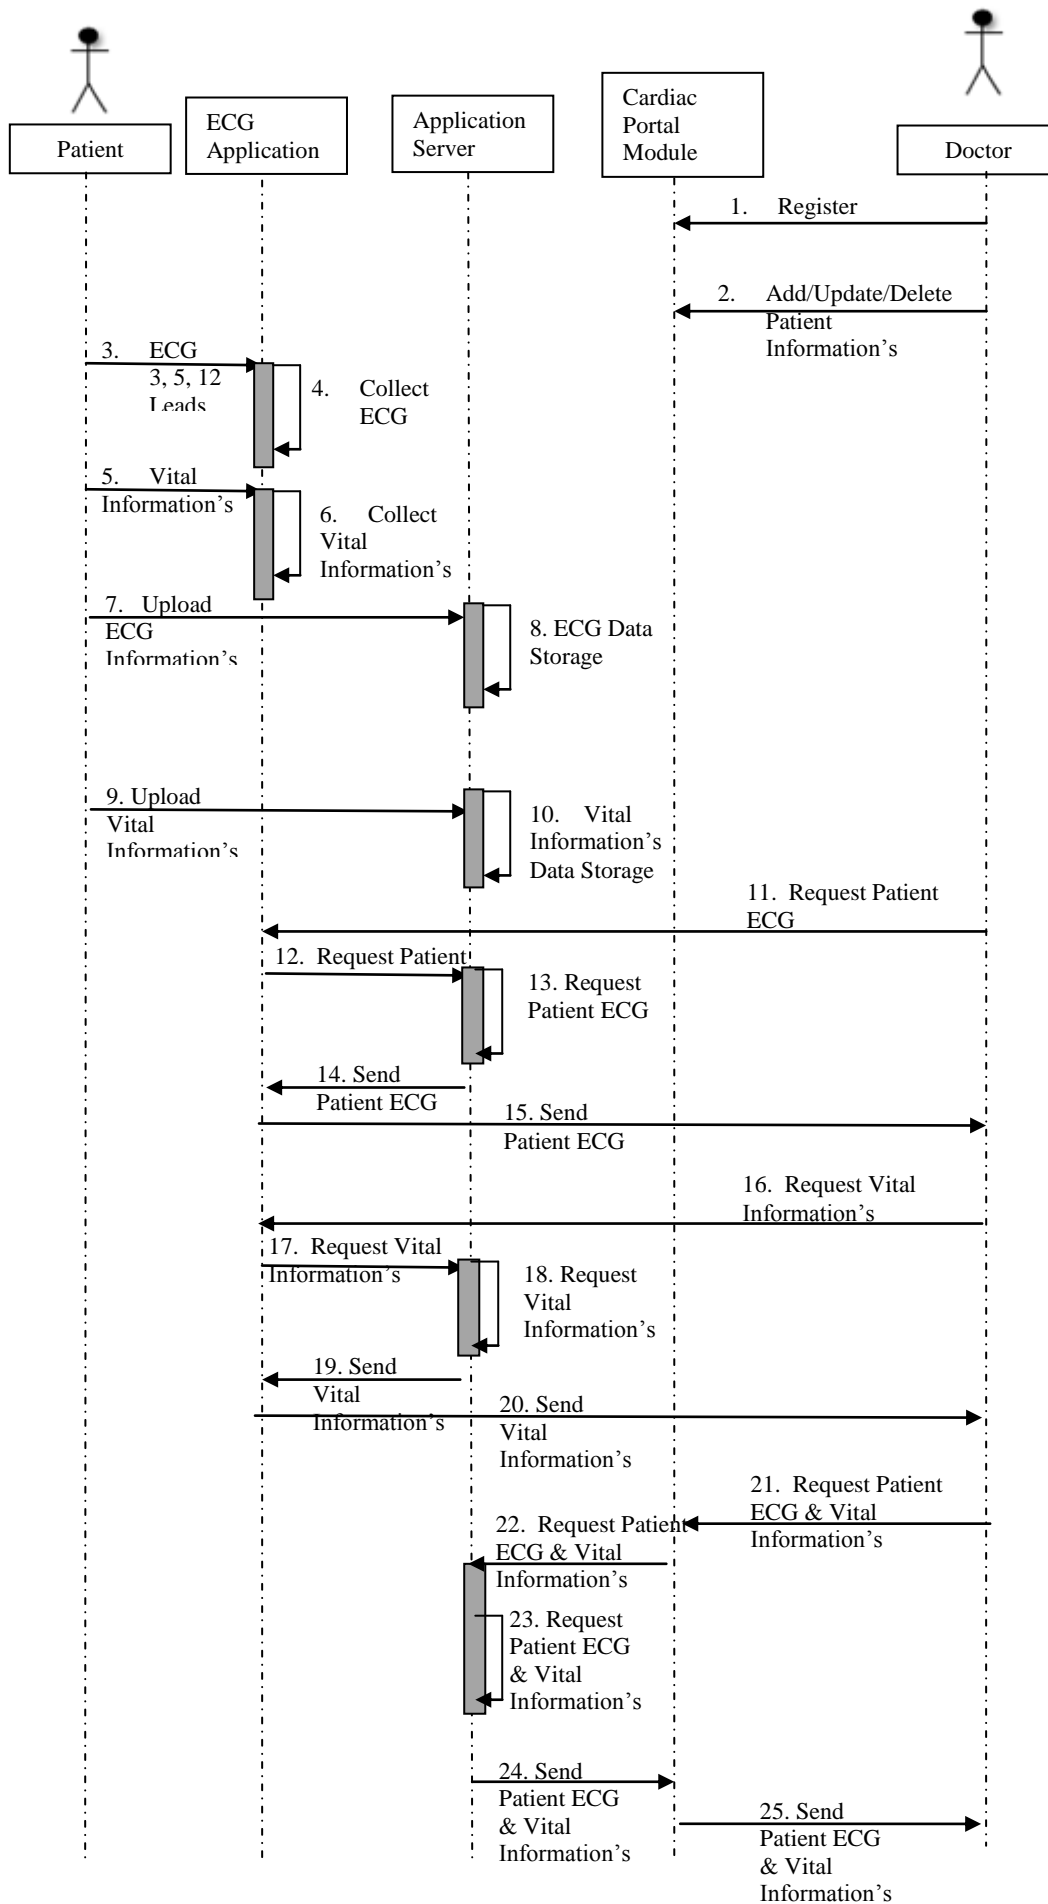 Patient
ECG
Application
Application
Server
Cardiac
Portal
Module
Doctor
1. Register
2. Add/Update/Delete
Patient
Information’s
3. ECG
3, 5, 12
Leads
4. Collect
ECG
5. Vital
Information’s
6. Collect
Vital
Information’s
7. Upload
ECG
Information’s
8. ECG Data
Storage
9. Upload
Vital
Information’s
10. Vital
Information’s
Data Storage
11. Request Patient
ECG
12. Request Patient
13. Request
Patient ECG
14. Send
Patient ECG
15. Send
Patient ECG
16. Request Vital
Information’s
17. Request Vital
Information’s
18. Request
Vital
Information’s
19. Send
Vital
Information’s
20. Send
Vital
Information’s
21. Request Patient
ECG & Vital
Information’s
22. Request Patient
ECG & Vital
Information’s
23. Request
Patient ECG
& Vital
Information’s
24. Send
Patient ECG
& Vital
Information’s
25. Send
Patient ECG
& Vital
Information’s